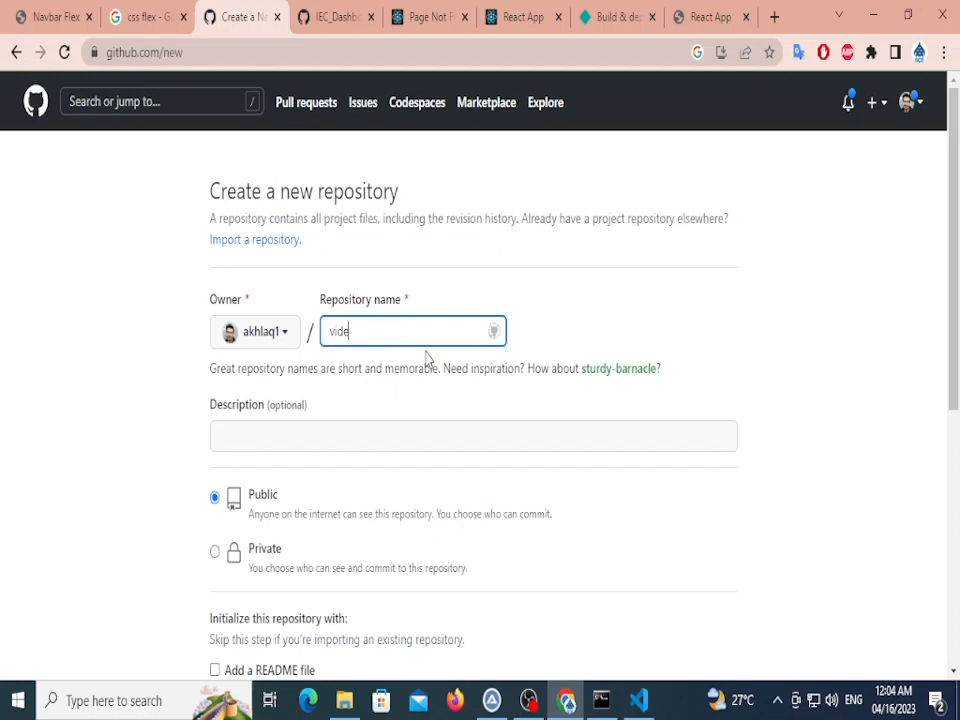 Navbar Flex
css flex - G
Create a Ne
IEC_Dashb
Page Not F
React App
Build & de
React App
github.com/new
Search or jump to...
/
Pull requests
Issues
Codespaces
Marketplace
Explore
Create a new repository
A repository contains all project files, including the revision history. Already have a project repository elsewhere?
Import a repository.
Owner *
Repository name *
akhlaq1
/
vide
Great repository names are short and memorable. Need inspiration? How about sturdy-barnacle?
Description (optional)
Public
Anyone on the internet can see this repository. You choose who can commit.
Private
You choose who can see and commit to this repository.
Initialize this repository with:
Skip this step if you're importing an existing repository.
Add a README file
Type here to search
27°C
ENG
12:04 AM
04/16/2023
2